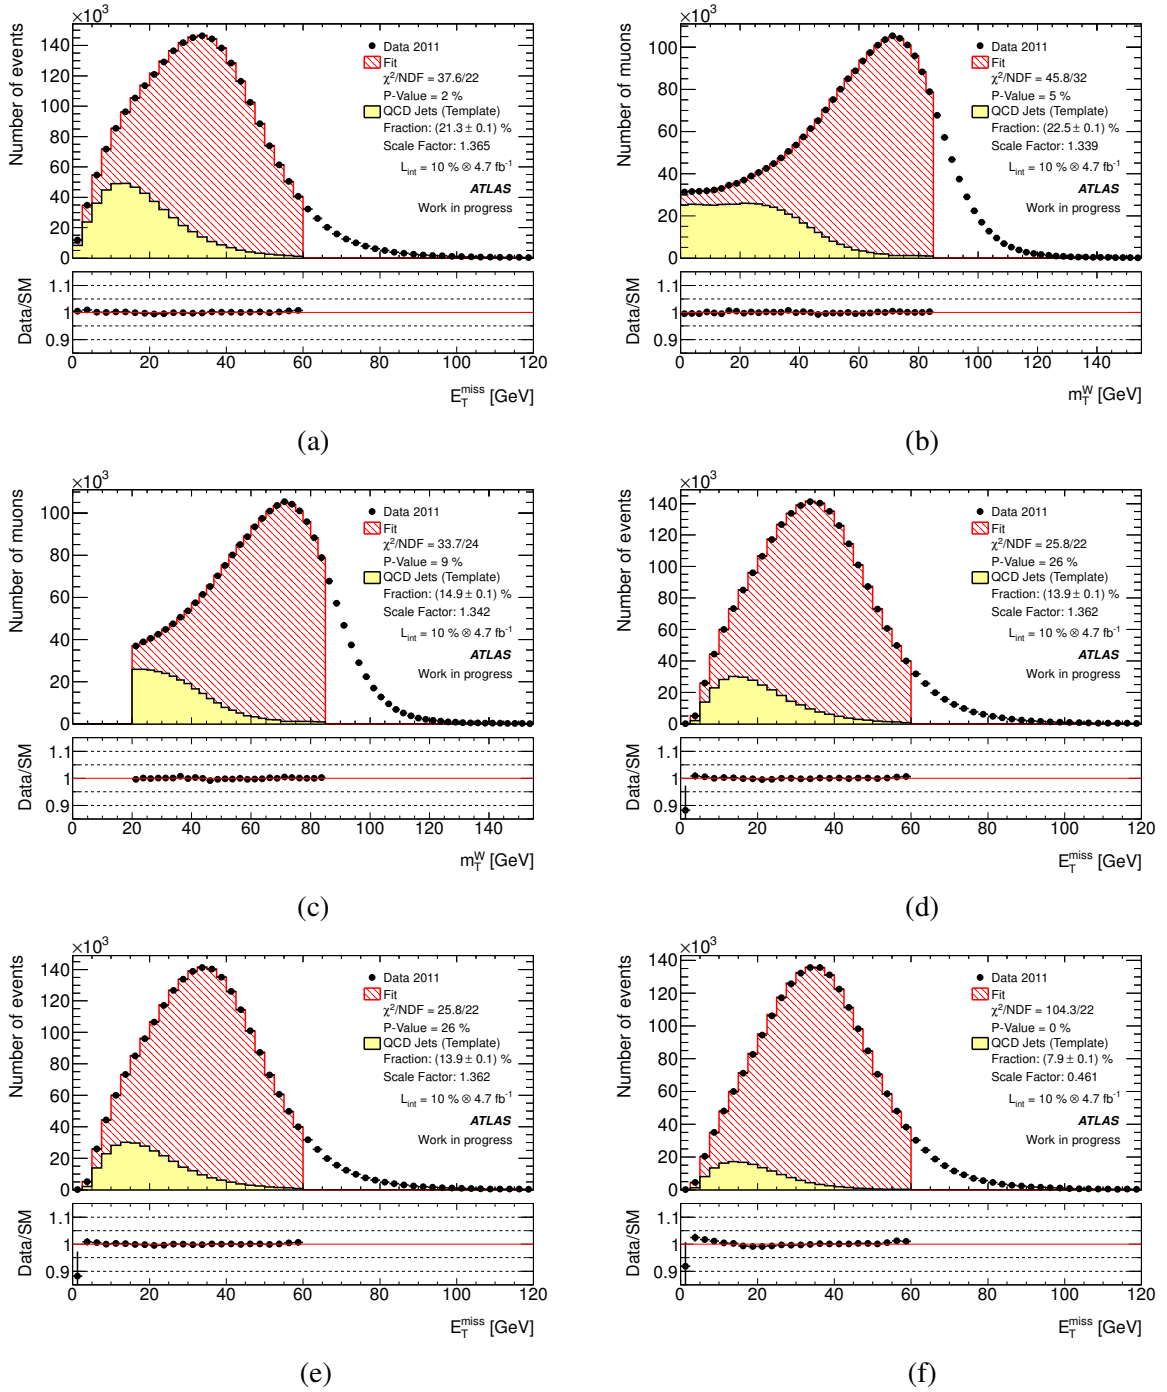 ×10³
Number of events
140
120
100
80
60
40
20
0
Data 2011
Fit
χ²/NDF = 37.6/22
P-Value = 2 %
QCD Jets (Template)
Fraction: (21.3 ± 0.1) %
Scale Factor: 1.365
L_int = 10 % ⊗ 4.7 fb⁻¹
ATLAS
Work in progress
Data/SM
1.1
1
0.9
0 20 40 60 80 100 120
E_T^miss [GeV]
(a)
×10³
Number of muons
100
80
60
40
20
0
Data 2011
Fit
χ²/NDF = 45.8/32
P-Value = 5 %
QCD Jets (Template)
Fraction: (22.5 ± 0.1) %
Scale Factor: 1.339
L_int = 10 % ⊗ 4.7 fb⁻¹
ATLAS
Work in progress
Data/SM
1.1
1
0.9
0 20 40 60 80 100 120 140
m_T^W [GeV]
(b)
×10³
Number of muons
100
80
60
40
20
0
Data 2011
Fit
χ²/NDF = 33.7/24
P-Value = 9 %
QCD Jets (Template)
Fraction: (14.9 ± 0.1) %
Scale Factor: 1.342
L_int = 10 % ⊗ 4.7 fb⁻¹
ATLAS
Work in progress
Data/SM
1.1
1
0.9
0 20 40 60 80 100 120 140
m_T^W [GeV]
(c)
×10³
Number of events
140
120
100
80
60
40
20
0
Data 2011
Fit
χ²/NDF = 25.8/22
P-Value = 26 %
QCD Jets (Template)
Fraction: (13.9 ± 0.1) %
Scale Factor: 1.362
L_int = 10 % ⊗ 4.7 fb⁻¹
ATLAS
Work in progress
Data/SM
1.1
1
0.9
0 20 40 60 80 100 120
E_T^miss [GeV]
(d)
×10³
Number of events
140
120
100
80
60
40
20
0
Data 2011
Fit
χ²/NDF = 25.8/22
P-Value = 26 %
QCD Jets (Template)
Fraction: (13.9 ± 0.1) %
Scale Factor: 1.362
L_int = 10 % ⊗ 4.7 fb⁻¹
ATLAS
Work in progress
Data/SM
1.1
1
0.9
0 20 40 60 80 100 120
E_T^miss [GeV]
(e)
×10³
Number of events
140
120
100
80
60
40
20
0
Data 2011
Fit
χ²/NDF = 104.3/22
P-Value = 0 %
QCD Jets (Template)
Fraction: (7.9 ± 0.1) %
Scale Factor: 0.461
L_int = 10 % ⊗ 4.7 fb⁻¹
ATLAS
Work in progress
Data/SM
1.1
1
0.9
0 20 40 60 80 100 120
E_T^miss [GeV]
(f)